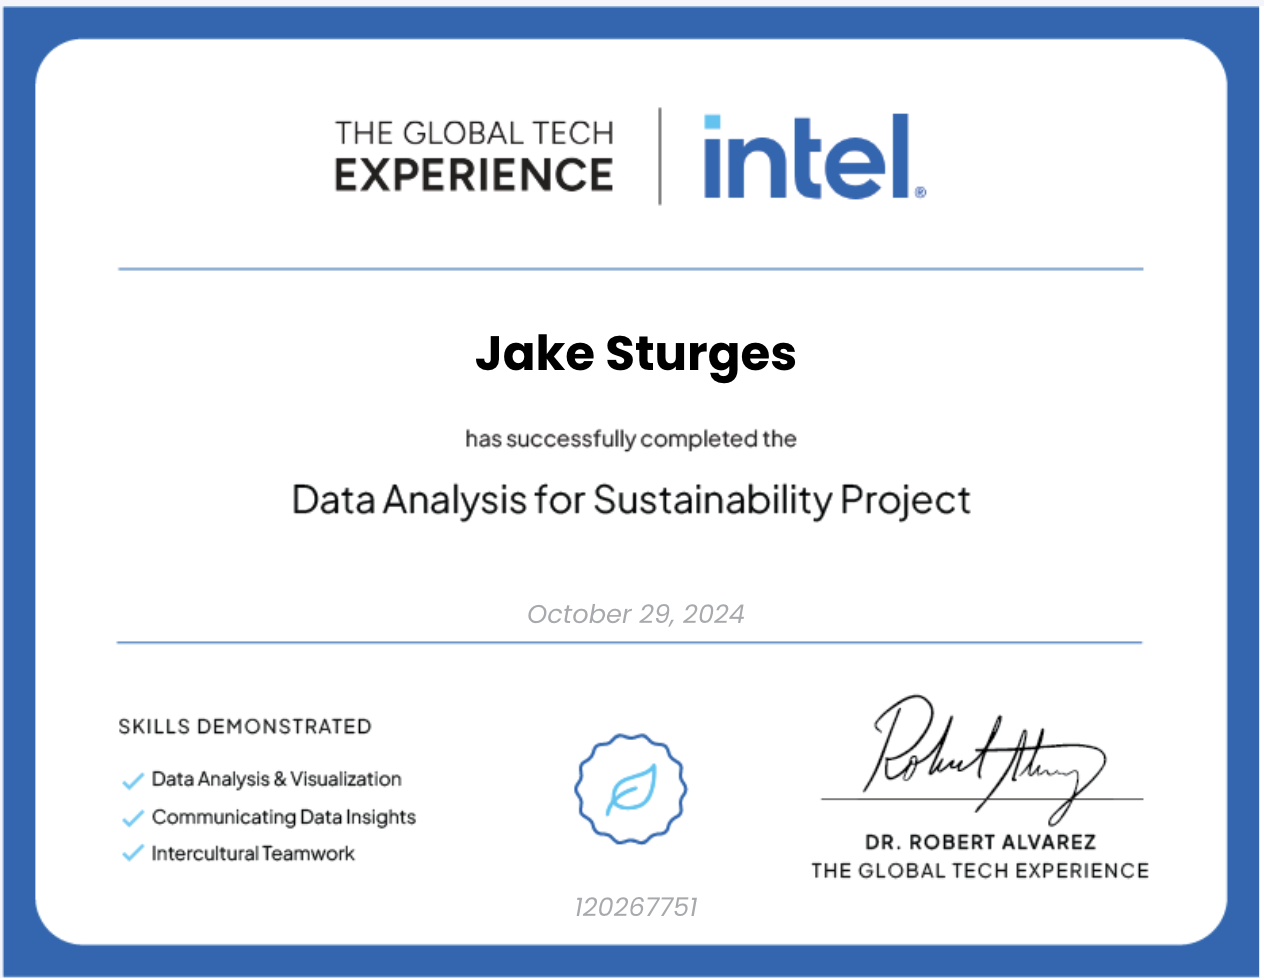 THE GLOBAL TECH
EXPERIENCE
intel®
Jake Sturges
has successfully completed the
Data Analysis for Sustainability Project
October 29, 2024
SKILLS DEMONSTRATED
Data Analysis & Visualization
Communicating Data Insights
Intercultural Teamwork
Robert Alvarez
DR. ROBERT ALVAREZ
THE GLOBAL TECH EXPERIENCE
120267751